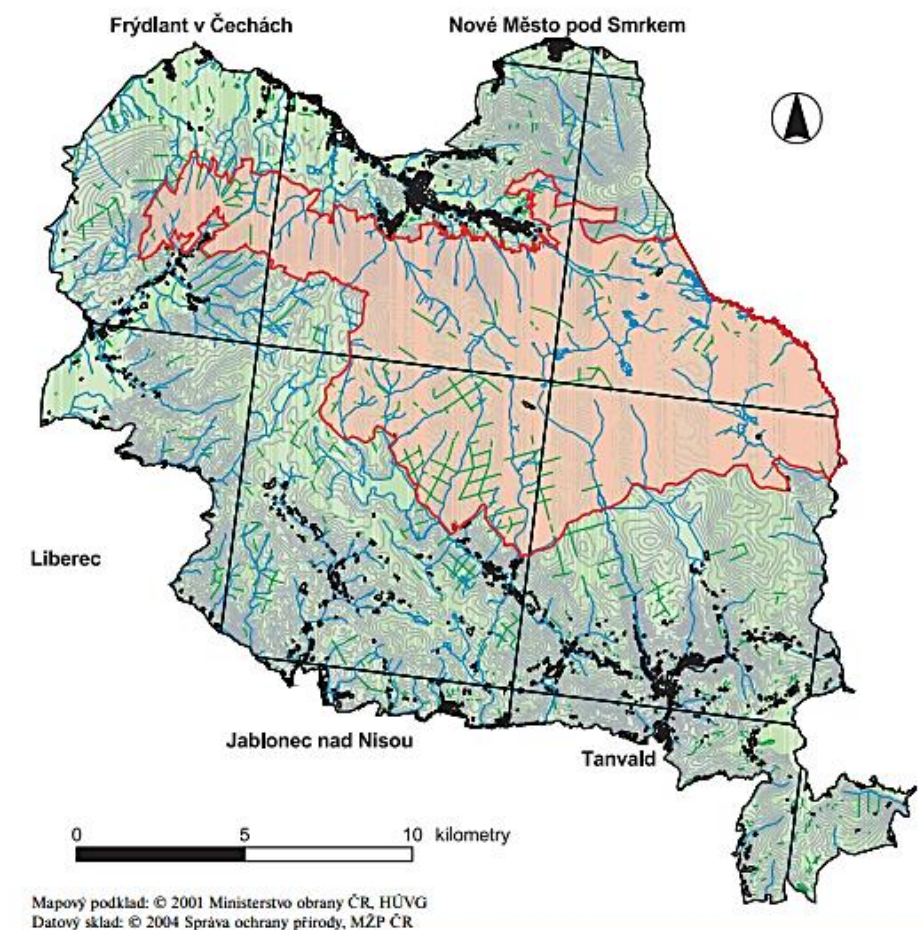 Frýdlant v Čechách
Nové Město pod Smrkem
Liberec
Jablonec nad Nisou
Tanvald
0 5 10 kilometry
Mapový podklad: © 2001 Ministerstvo obrany ČR, HÚVG
Datový sklad: © 2004 Správa ochrany přírody, MŽP ČR